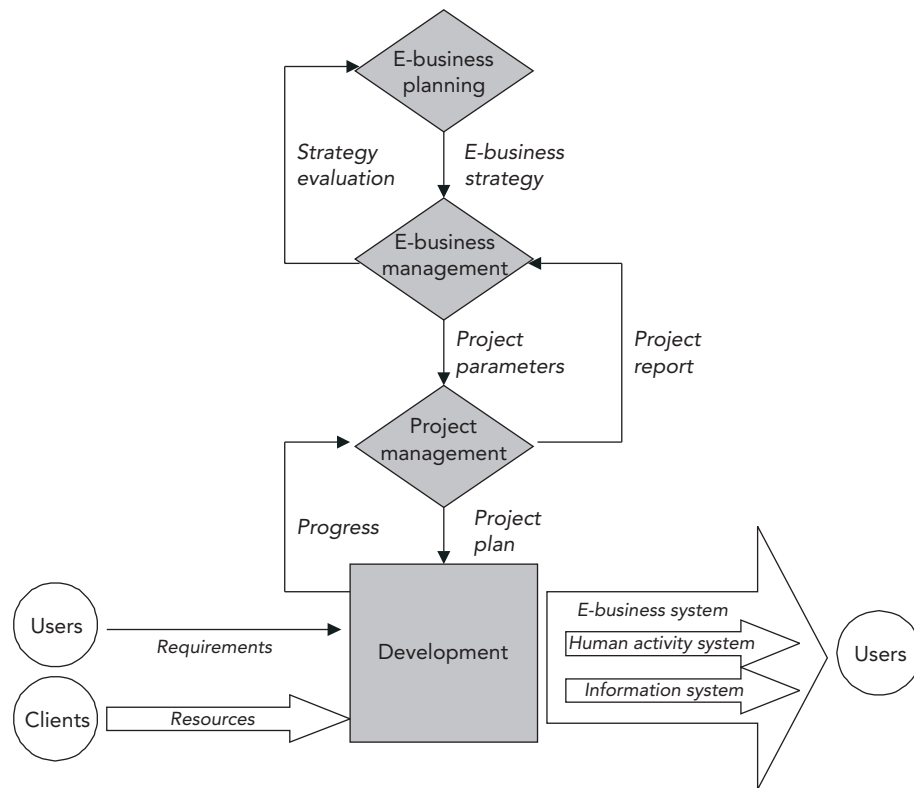 E-business
planning
Strategy
evaluation
E-business
strategy
E-business
management
Project
parameters
Project
report
Project
management
Progress
Project
plan
Users
Requirements
Development
E-business system
Human activity system
Information system
Users
Clients
Resources